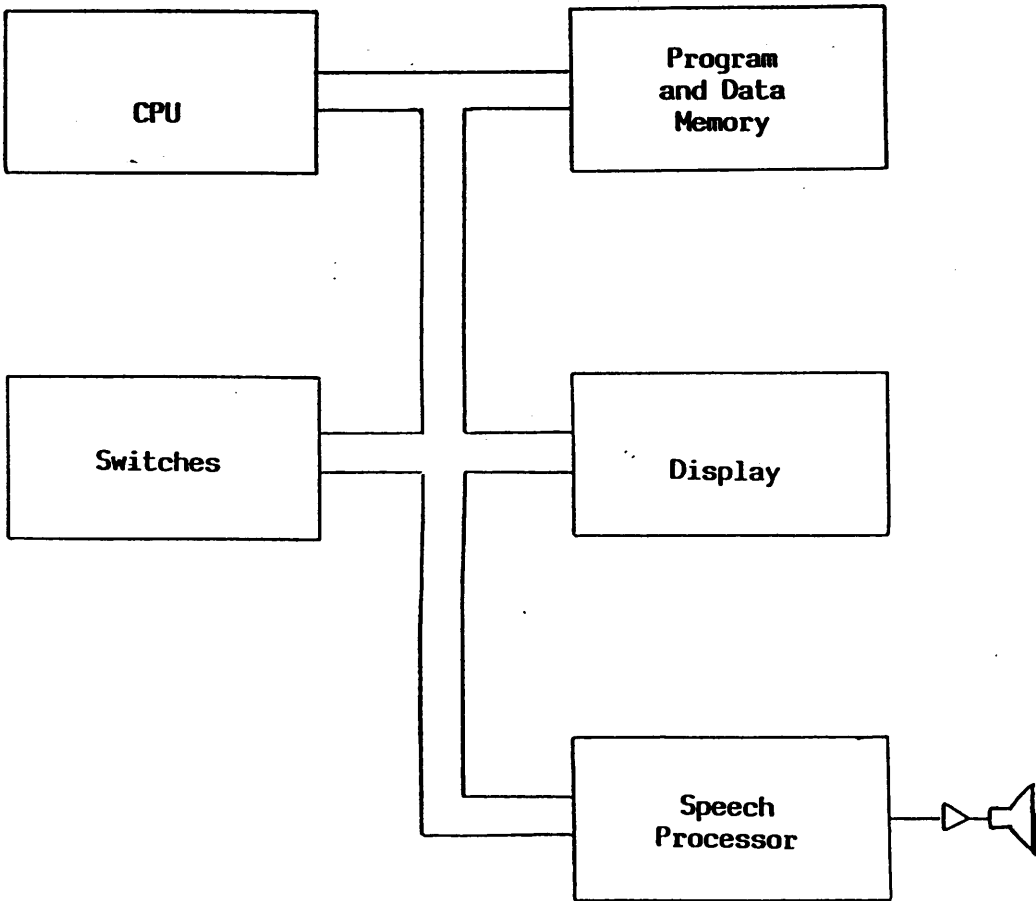 CPU
Program
and Data
Memory
Switches
Display
Speech
Processor